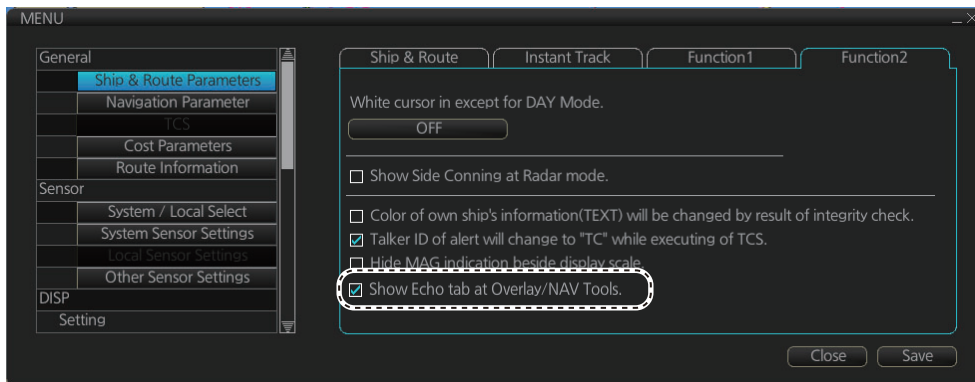 MENU
General
Ship & Route Parameters
Navigation Parameter
TCS
Cost Parameters
Route Information
Sensor
System / Local Select
System Sensor Settings
Local Sensor Settings
Other Sensor Settings
DISP
Setting
Ship & Route
Instant Track
Function1
Function2
White cursor in except for DAY Mode.
OFF
Show Side Conning at Radar mode.
Color of own ship's information(TEXT) will be changed by result of integrity check.
Talker ID of alert will change to "TC" while executing of TCS.
Hide MAG indication beside display scale
Show Echo tab at Overlay/NAV Tools.
Close
Save